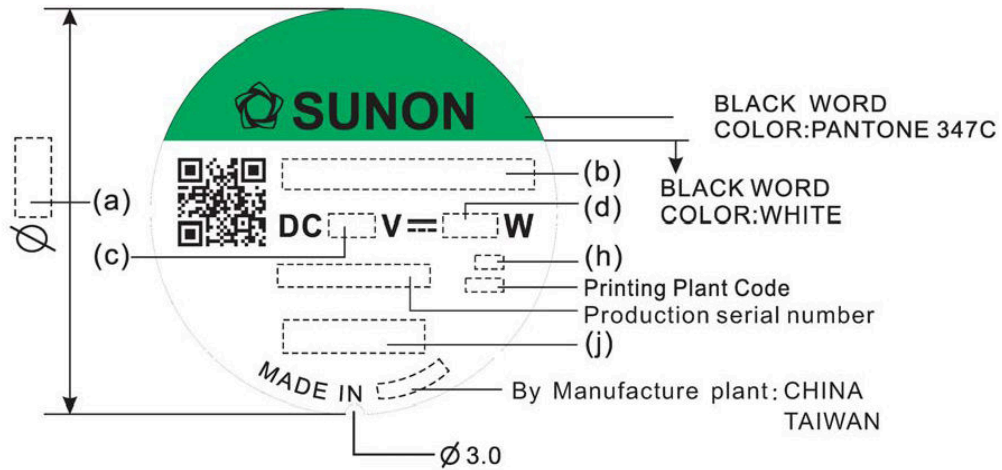 SUNON
BLACK WORD
COLOR:PANTONE 347C
(a)
(b)
BLACK WORD
COLOR:WHITE
(d)
DC V⎓ W
Ø
(c)
(h)
Printing Plant Code
Production serial number
(j)
MADE IN
By Manufacture plant: CHINA
TAIWAN
Ø 3.0